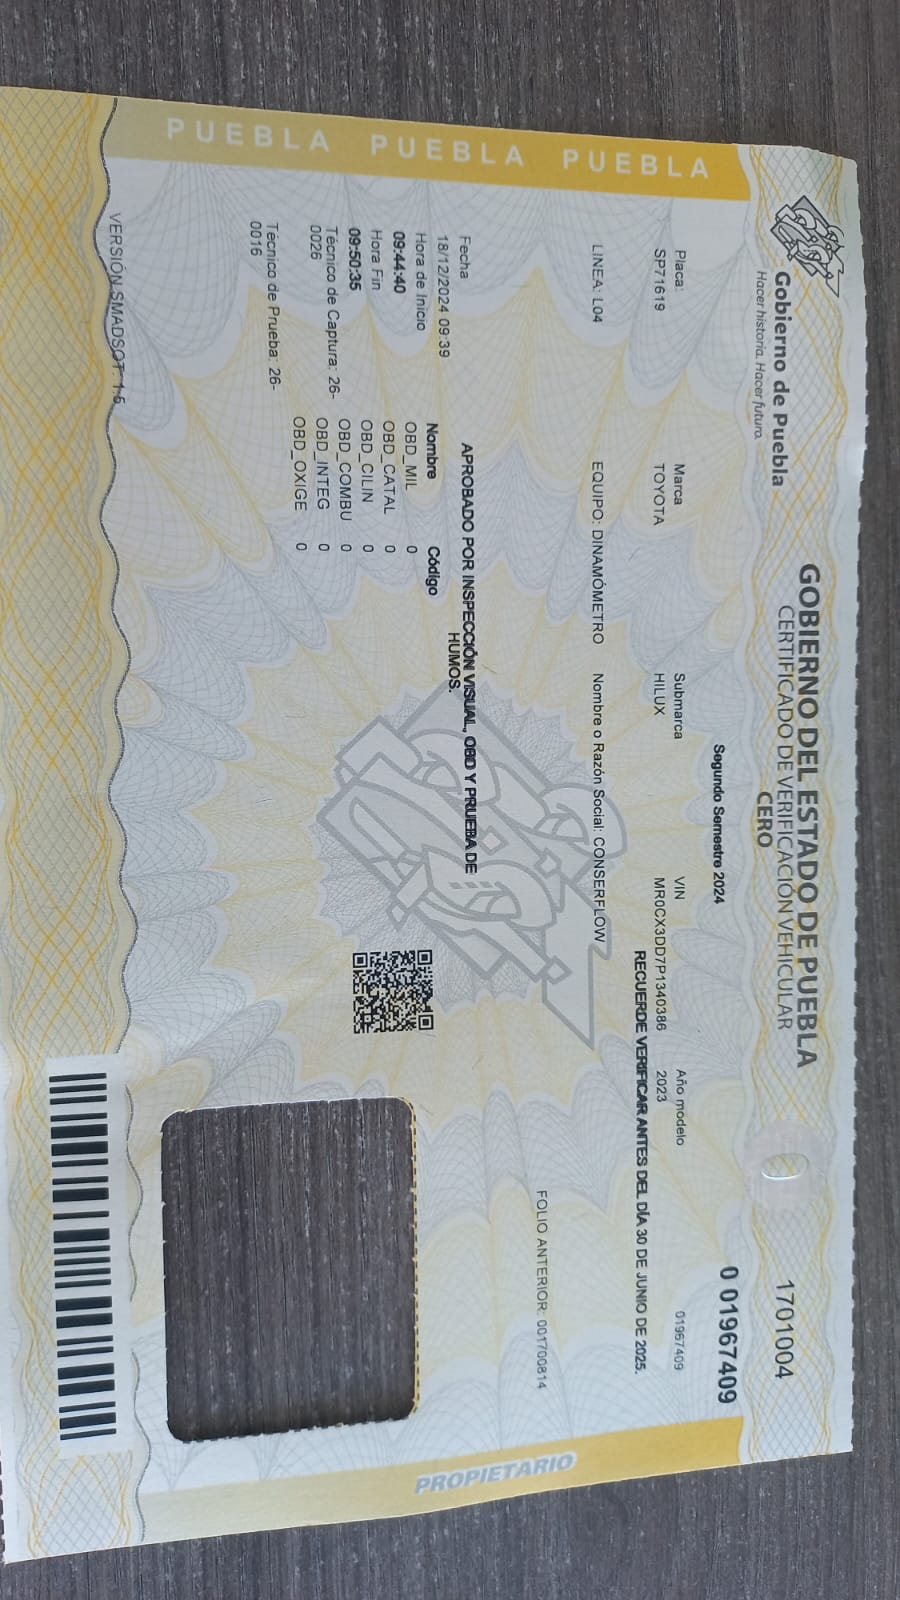 Gobierno de Puebla
Hacer historia. Hacer futuro.
GOBIERNO DEL ESTADO DE PUEBLA
CERTIFICADO DE VERIFICACIÓN VEHICULAR
CERO
0
1701004
0 01967409
Segundo Semestre 2024
Placa: Marca Submarca VIN Año modelo 01967409
SP71619 TOYOTA HILUX MR0CX3DD7P1340386 2023
RECUERDE VERIFICAR ANTES DEL DÍA 30 DE JUNIO DE 2025.
LINEA: L04 EQUIPO: DINAMÓMETRO Nombre o Razón Social: CONSERFLOW
FOLIO ANTERIOR: 001700814
APROBADO POR INSPECCIÓN VISUAL, OBD Y PRUEBA DE
HUMOS.
Fecha
18/12/2024 09:39
Hora de Inicio
09:44:40
Hora Fin
09:50:35
Técnico de Captura: 26-
0026
Técnico de Prueba: 26-
0016
Nombre Código
OBD_MIL 0
OBD_CATAL 0
OBD_CILIN 0
OBD_COMBU 0
OBD_INTEG 0
OBD_OXIGE 0
VERSIÓN SMADSOT: 1.5
PUEBLA PUEBLA PUEBLA
PROPIETARIO